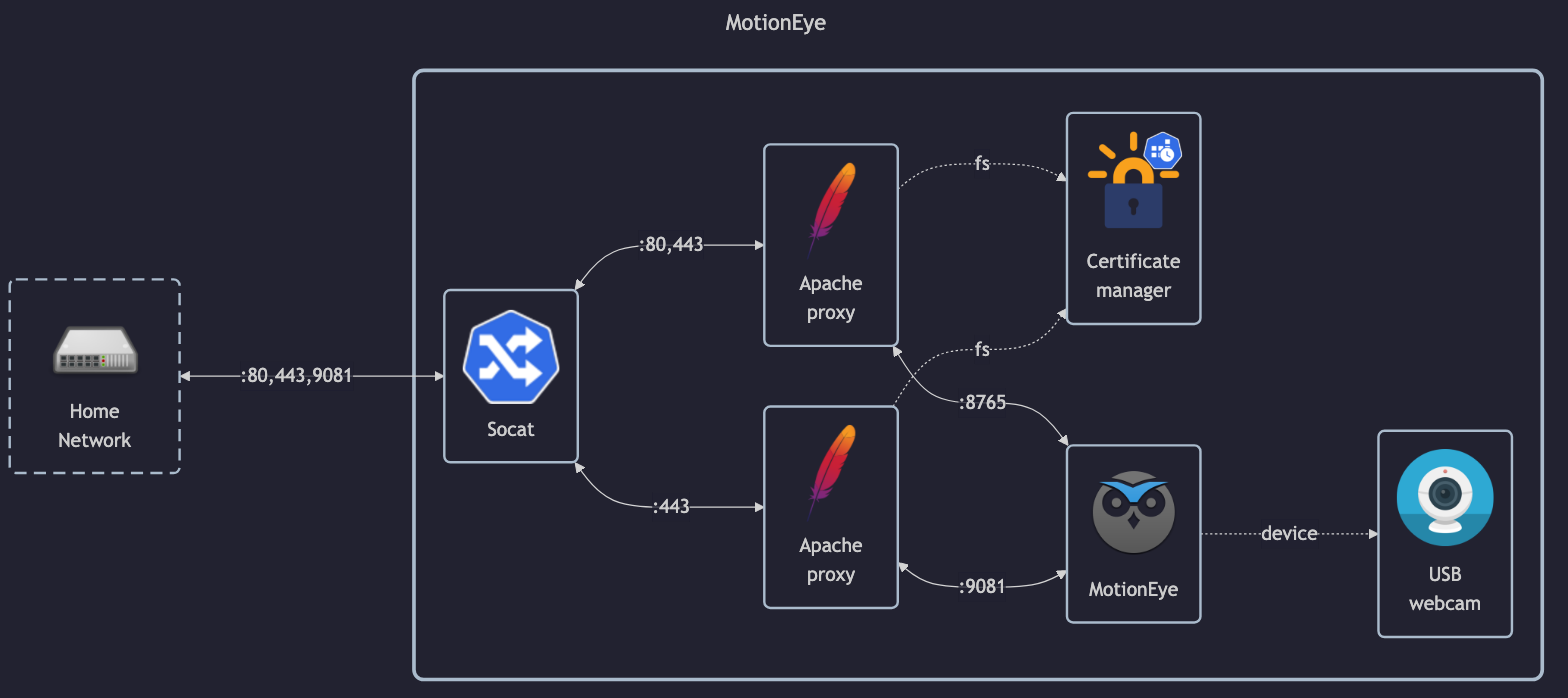 MotionEye
Home
Network
:80,443,9081
Socat
:80,443
:443
Apache
proxy
Apache
proxy
fs
fs
:8765
:9081
Certificate
manager
MotionEye
device
USB
webcam